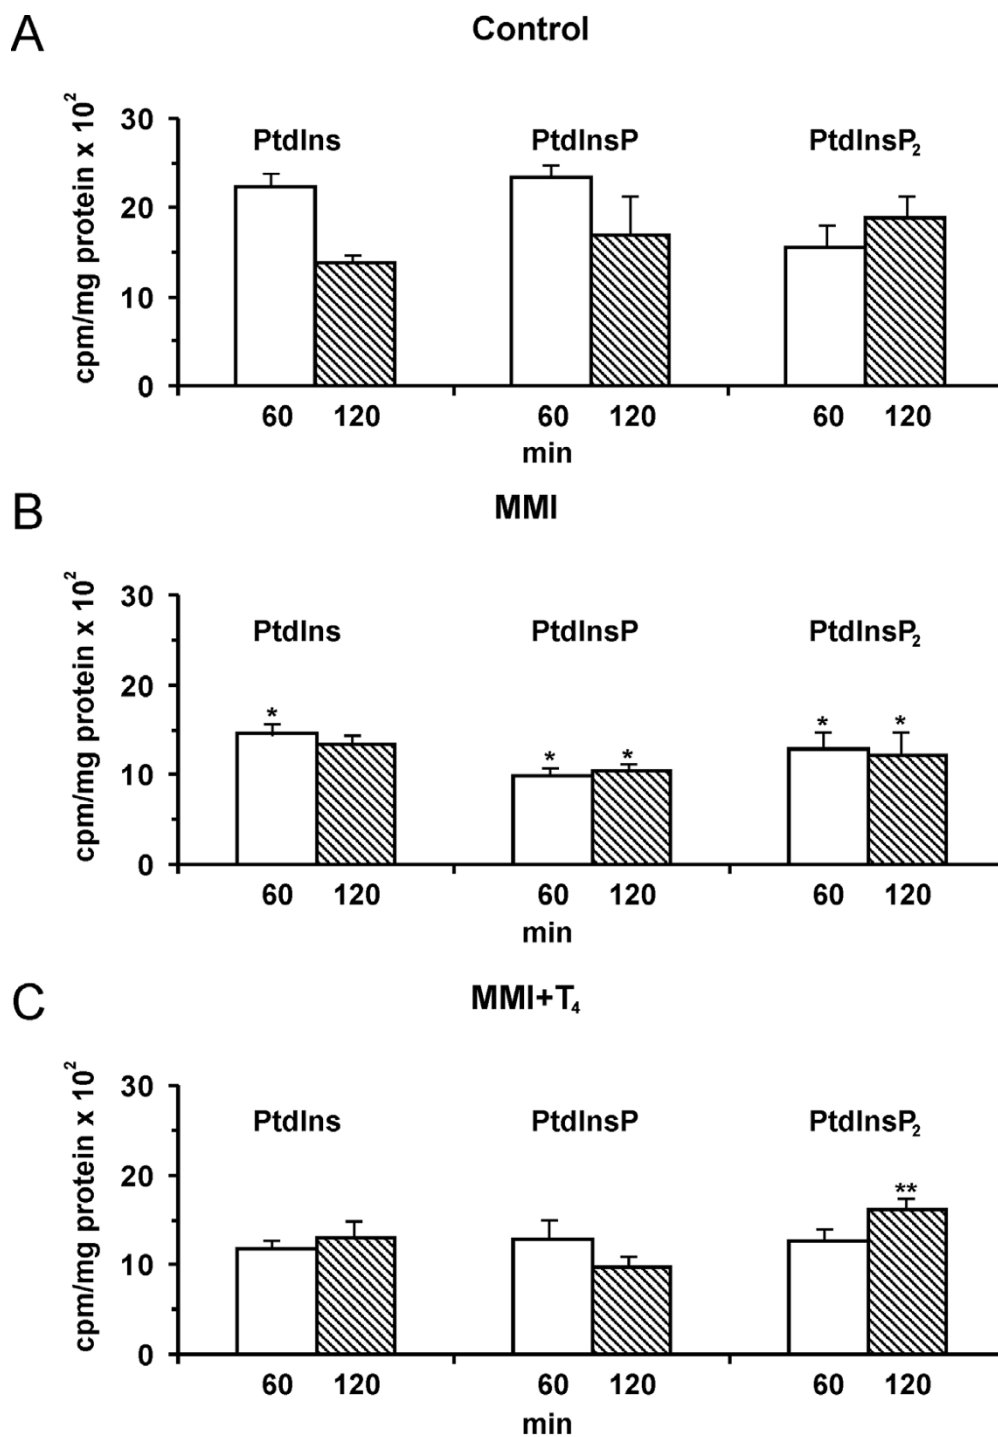 A
Control
cpm/mg protein x 10²
30
20
10
0
PtdIns
PtdInsP
PtdInsP₂
60 120 60 120 60 120
min
B
MMI
cpm/mg protein x 10²
30
20
10
0
PtdIns
PtdInsP
PtdInsP₂
* * * * *
60 120 60 120 60 120
min
C
MMI+T₄
cpm/mg protein x 10²
30
20
10
0
PtdIns
PtdInsP
PtdInsP₂
**
60 120 60 120 60 120
min